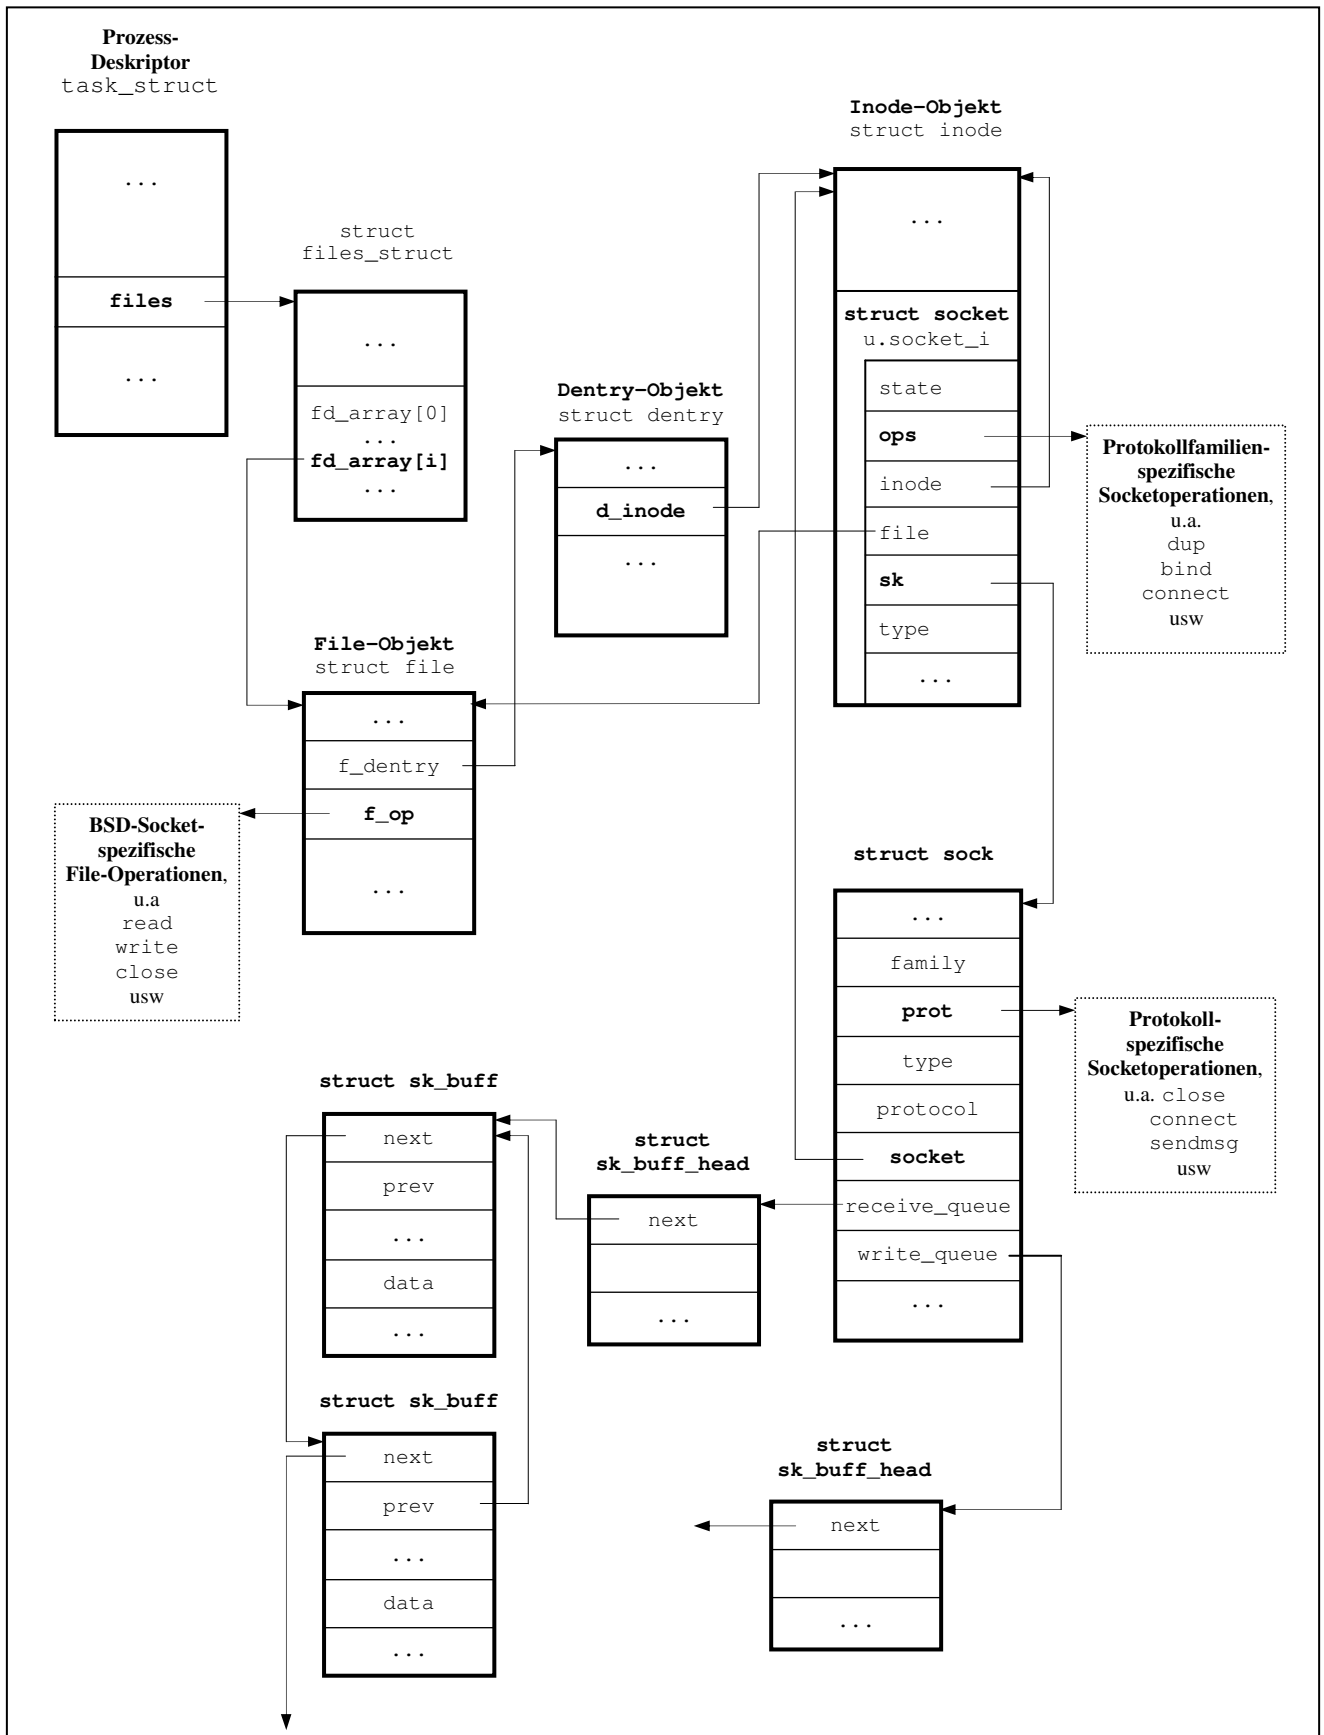 Prozess-
Deskriptor
task_struct
...
files
...
struct
files_struct
...
fd_array[0]
...
fd_array[i]
...
Dentry-Objekt
struct dentry
...
d_inode
...
Inode-Objekt
struct inode
...
struct socket
u.socket_i
state
ops
inode
file
sk
type
...
Protokollfamilien-
spezifische
Socketoperationen,
u.a.
dup
bind
connect
usw
File-Objekt
struct file
...
f_dentry
f_op
...
BSD-Socket-
spezifische
File-Operationen,
u.a
read
write
close
usw
struct sock
...
family
prot
type
protocol
socket
receive_queue
write_queue
...
Protokoll-
spezifische
Socketoperationen,
u.a. close
connect
sendmsg
usw
struct sk_buff
next
prev
...
data
...
struct
sk_buff_head
next
...
struct sk_buff
next
prev
...
data
...
struct
sk_buff_head
next
...